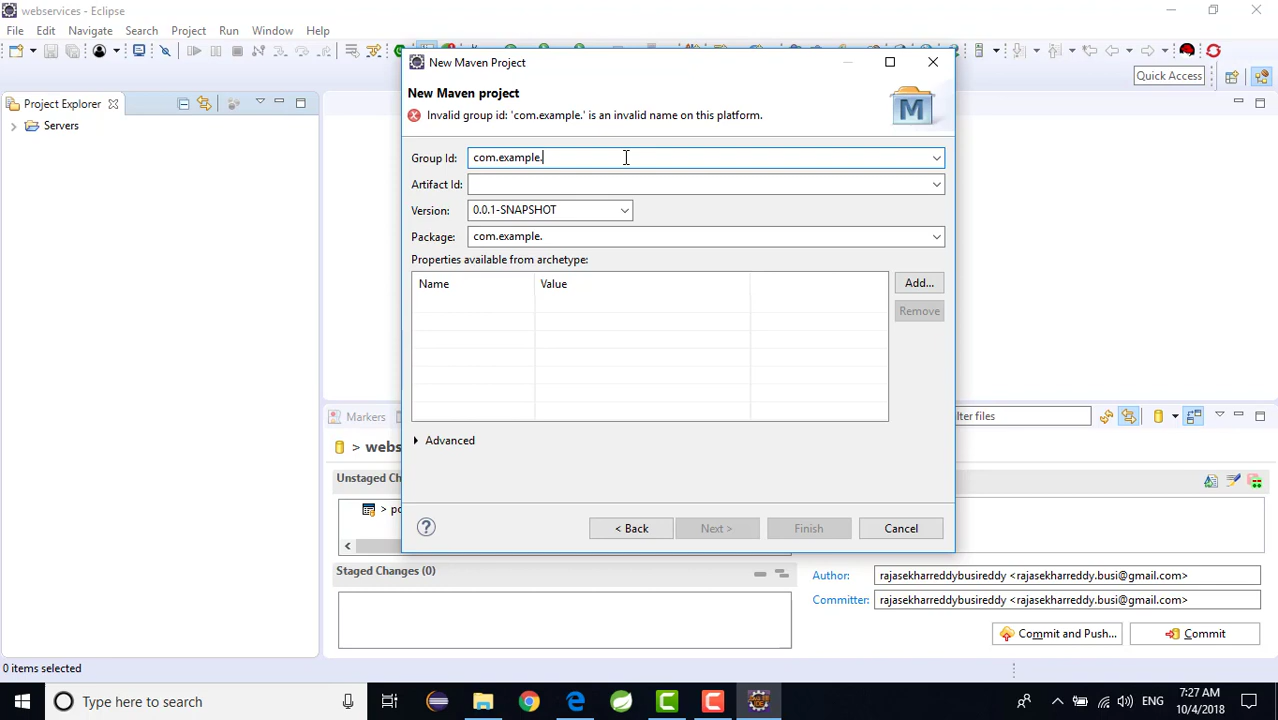 webservices - Eclipse
File Edit Navigate Search Project Run Window Help
Quick Access
Project Explorer
Servers
New Maven Project
New Maven project
Invalid group id: 'com.example.' is an invalid name on this platform.
M
Group Id: com.example.
Artifact Id:
Version: 0.0.1-SNAPSHOT
Package: com.example.
Properties available from archetype:
Name Value
Add...
Remove
Advanced
? < Back Next > Finish Cancel
Markers
ilter files
> webs
Unstaged Ch
> po
Staged Changes (0)
Author: rajasekharreddybusireddy <rajasekharreddy.busi@gmail.com>
Committer: rajasekharreddybusireddy <rajasekharreddy.busi@gmail.com>
Commit and Push... Commit
0 items selected
Type here to search
ENG
7:27 AM
10/4/2018